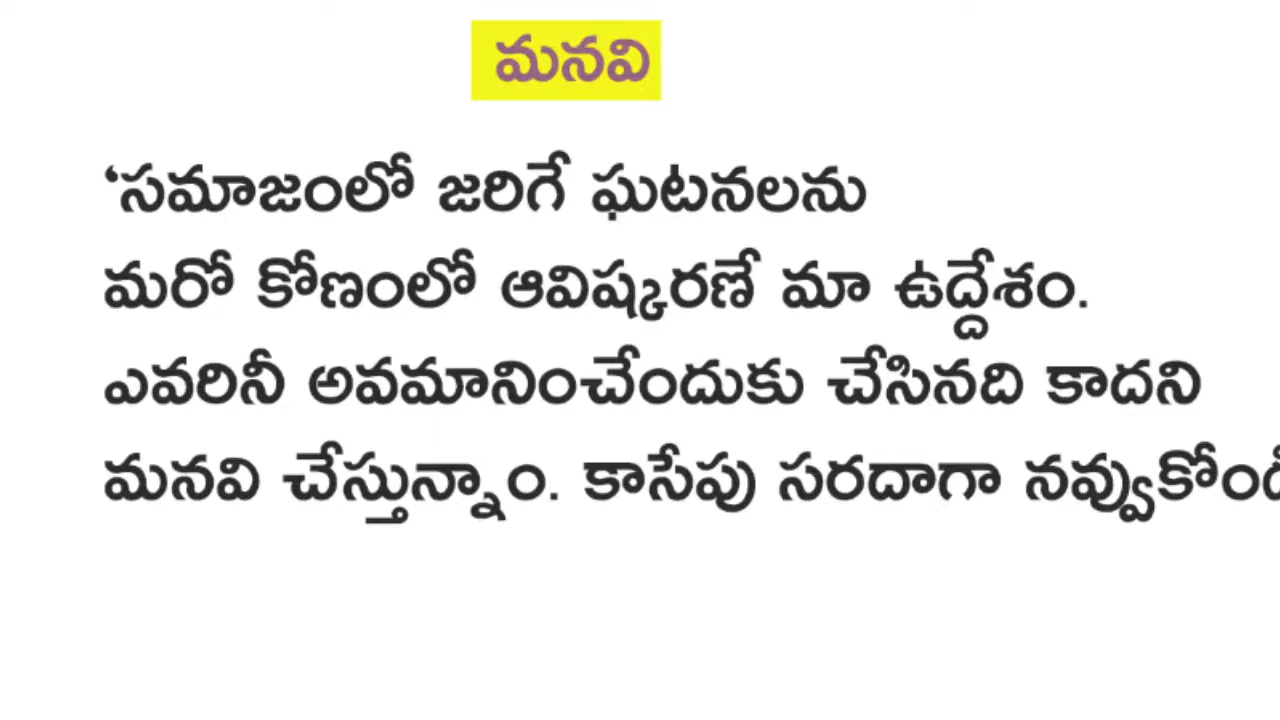 మనవి
‘సమాజంలో జరిగే ఘటనలను
మరో కోణంలో ఆవిష్కరణే మా ఉద్దేశం.
ఎవరినీ అవమానించేందుకు చేసినది కాదని
మనవి చేస్తున్నాం. కాసేపు సరదాగా నవ్వుకోండి